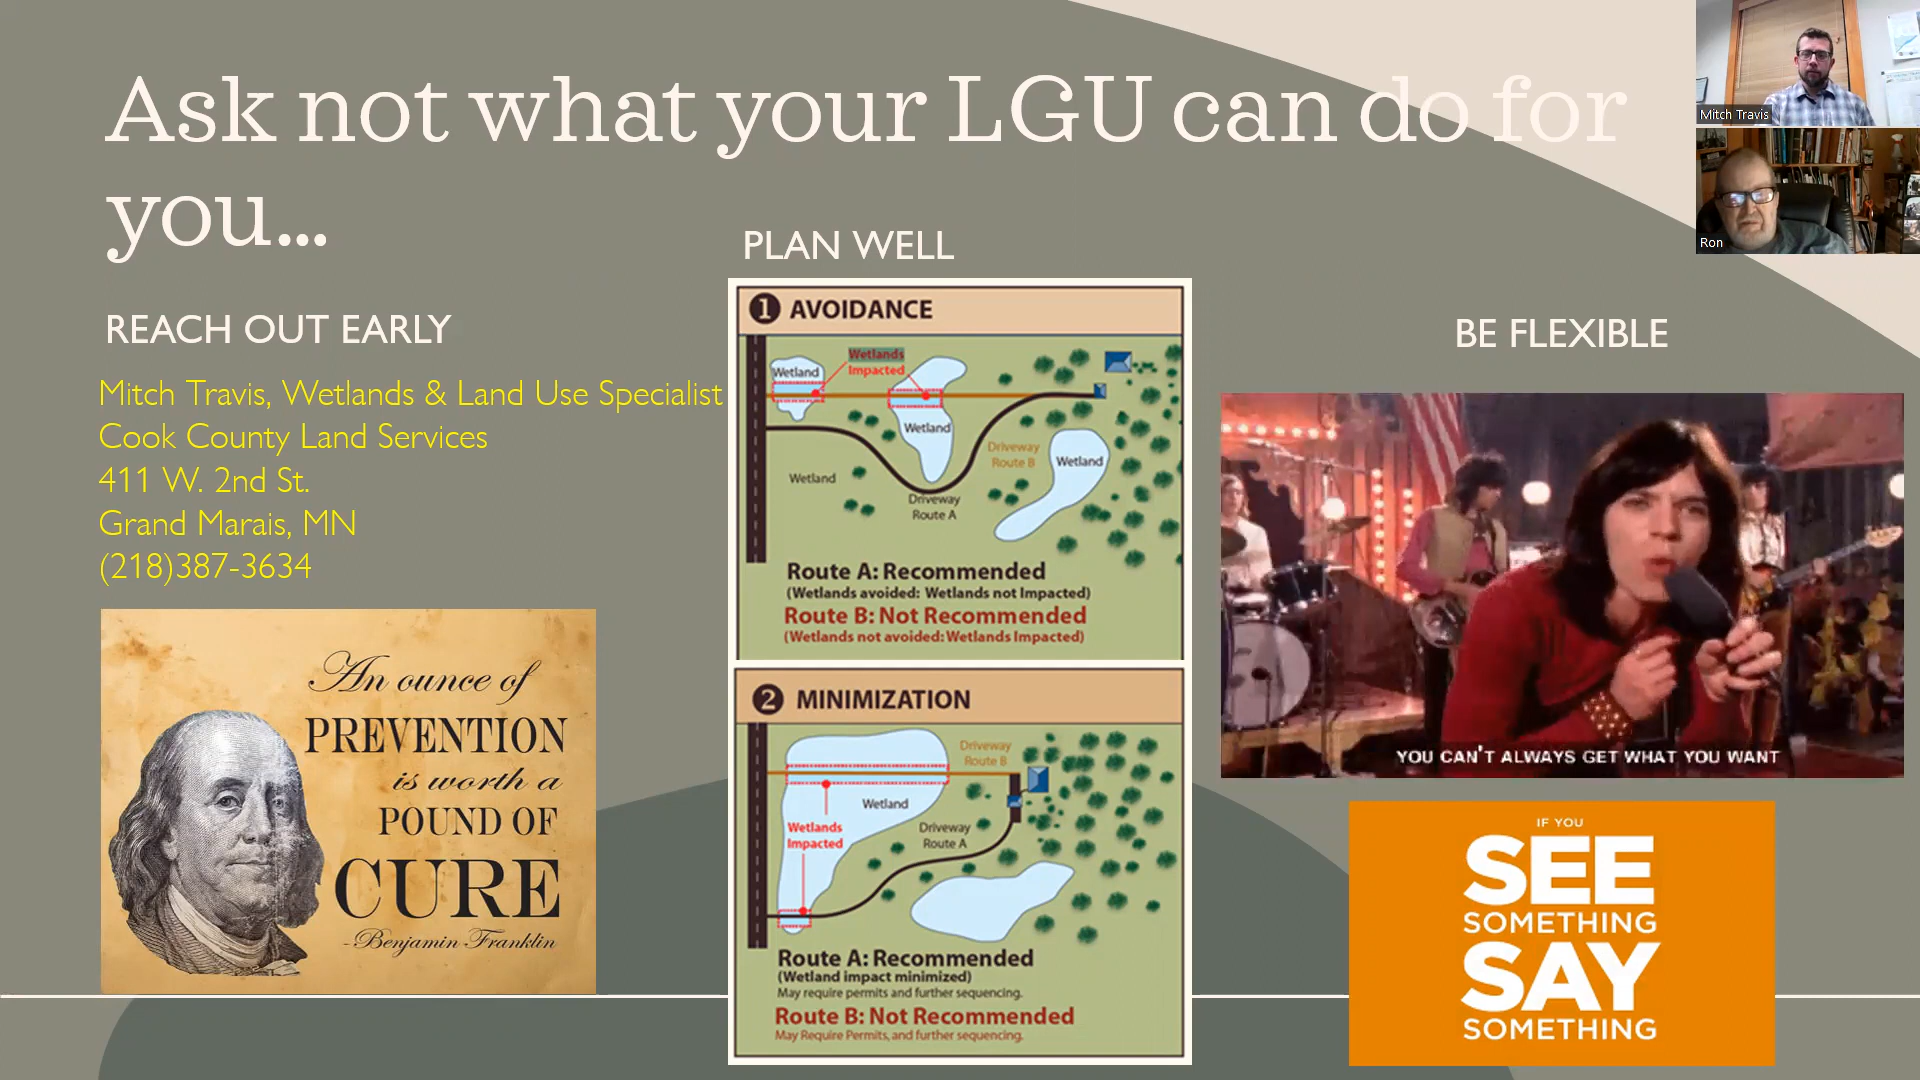 Ask not what your LGU can do for
you...
REACH OUT EARLY
Mitch Travis, Wetlands & Land Use Specialist
Cook County Land Services
411 W. 2nd St.
Grand Marais, MN
(218)387-3634
An ounce of
PREVENTION
is worth a
POUND OF
CURE
-Benjamin Franklin
PLAN WELL
1 AVOIDANCE
Wetland
Wetlands
Impacted
Wetland
Driveway
Route B
Wetland
Wetland
Driveway
Route A
Route A: Recommended
(Wetlands avoided: Wetlands not Impacted)
Route B: Not Recommended
(Wetlands not avoided: Wetlands Impacted)
2 MINIMIZATION
Driveway
Route B
Wetland
Wetlands
Impacted
Driveway
Route A
Route A: Recommended
(Wetland impact minimized)
May require permits and further sequencing.
Route B: Not Recommended
May Require Permits, and further sequencing.
BE FLEXIBLE
YOU CAN'T ALWAYS GET WHAT YOU WANT
IF YOU
SEE
SOMETHING
SAY
SOMETHING
Mitch Travis
Ron